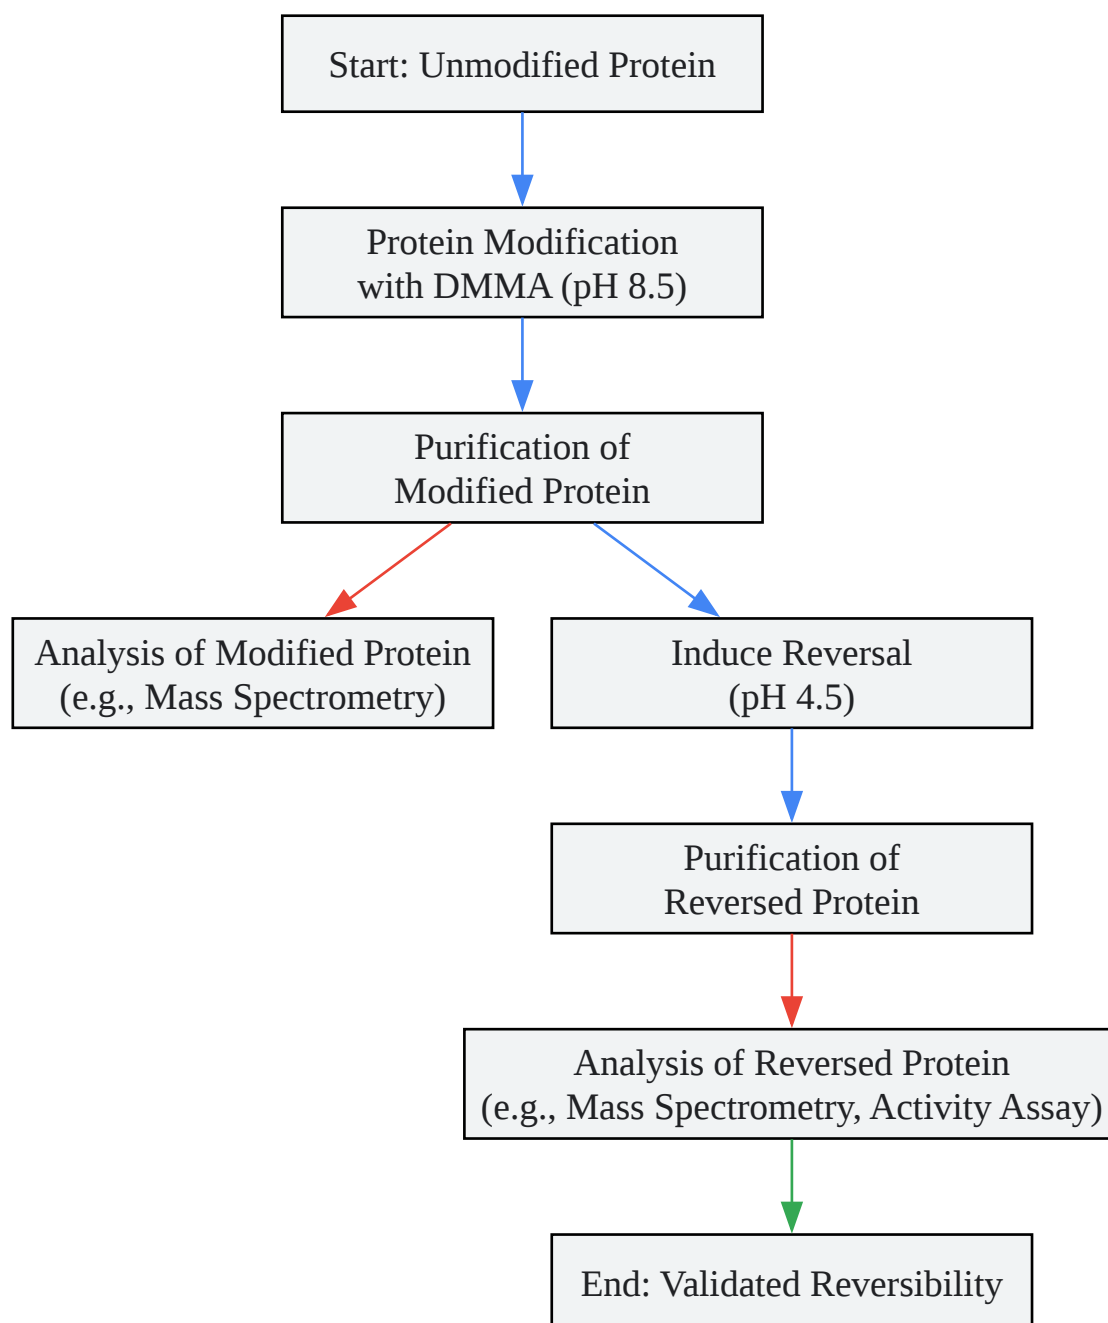 Start: Unmodified Protein
Protein Modification
with DMMA (pH 8.5)
Purification of
Modified Protein
Analysis of Modified Protein
(e.g., Mass Spectrometry)
Induce Reversal
(pH 4.5)
Purification of
Reversed Protein
Analysis of Reversed Protein
(e.g., Mass Spectrometry, Activity Assay)
End: Validated Reversibility